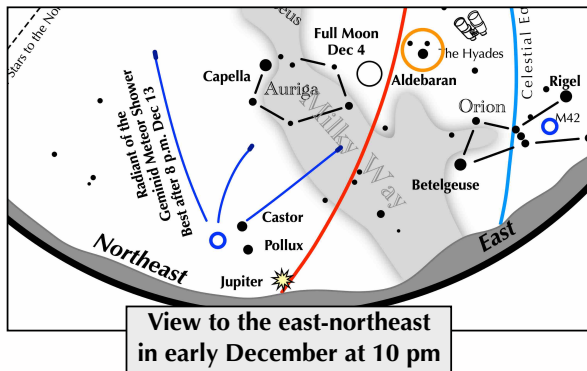 Stars to the No
eus
Full Moon
Dec 4
The Hyades
Aldebaran
Celestial Eq
Capella
Auriga
Milky Way
Orion
Rigel
M42
Betelgeuse
Radiant of the
Geminid Meteor Shower
Best after 8 p.m. Dec 13
Castor
Pollux
Jupiter
Northeast
East
View to the east-northeast
in early December at 10 pm